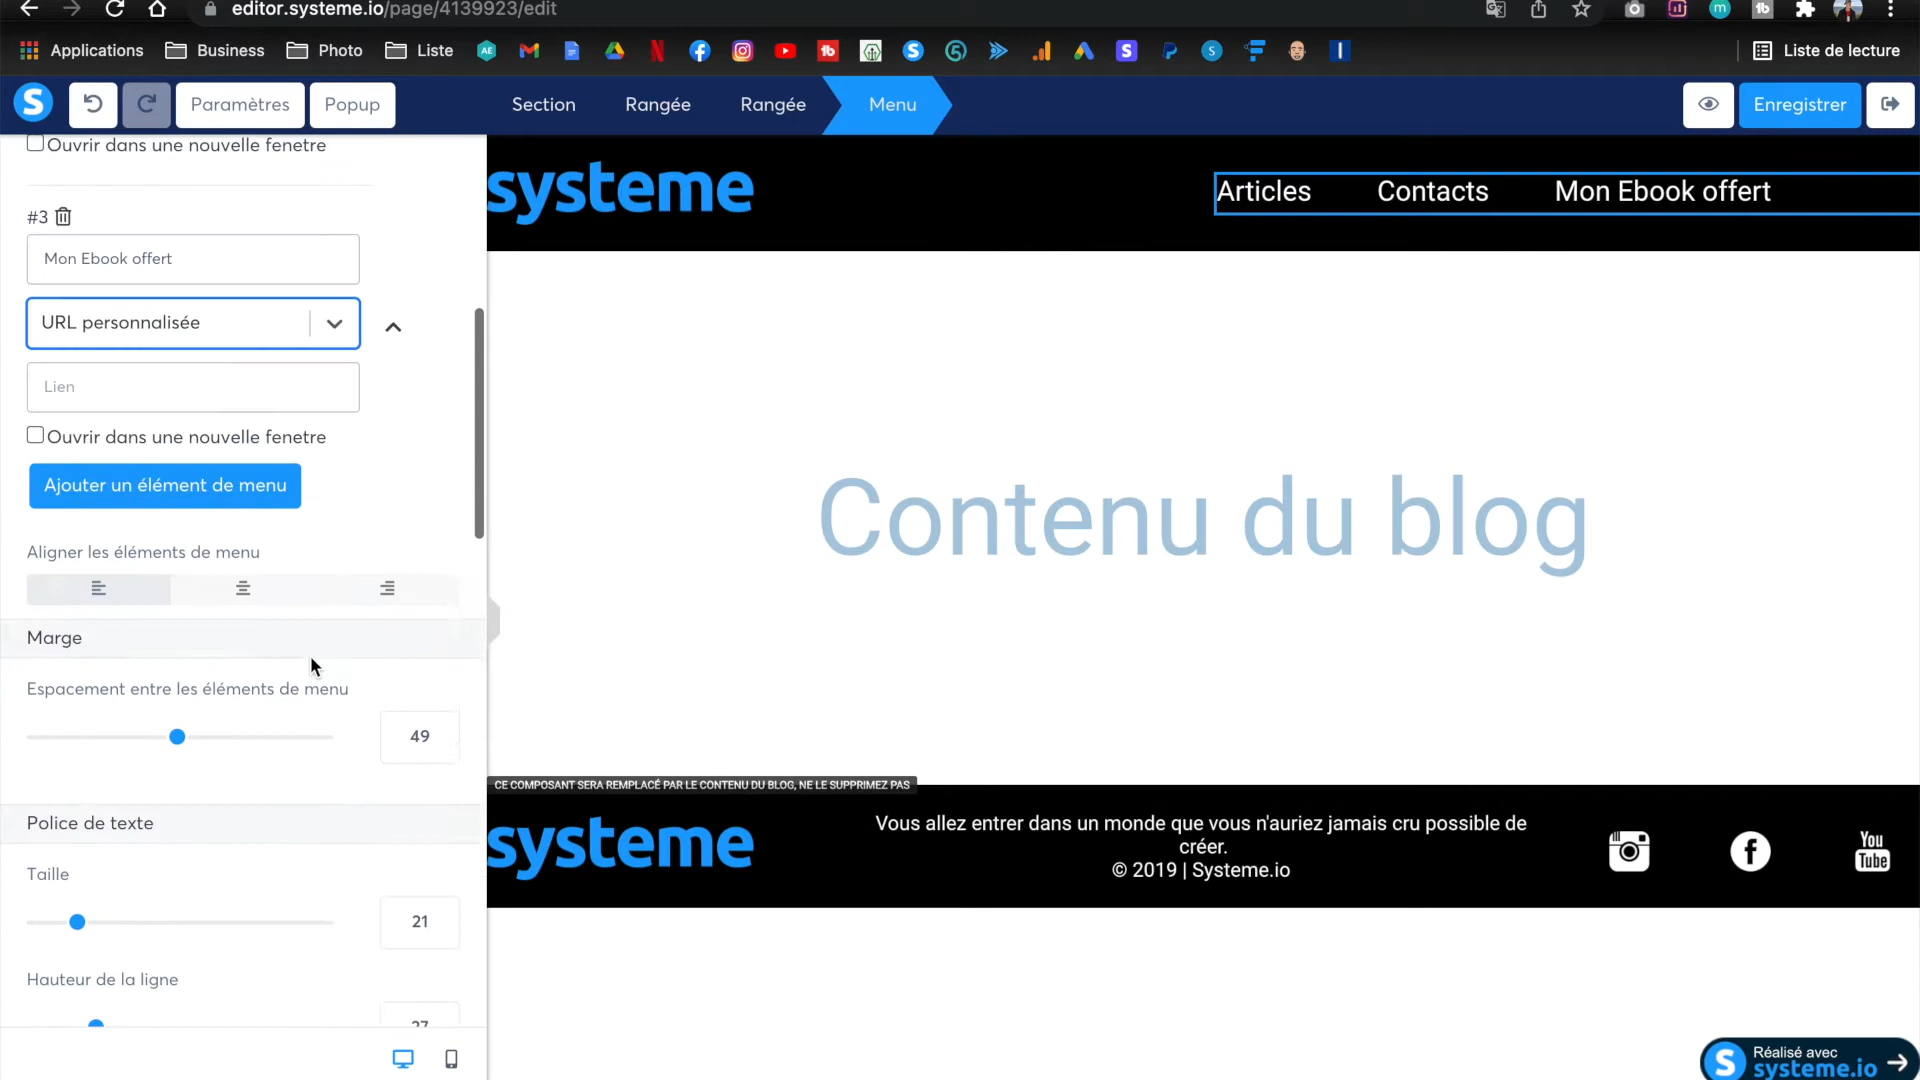 editor.systeme.io/page/4139923/edit
Applications
Business
Photo
Liste
Liste de lecture
Paramètres
Popup
Section
Rangée
Rangée
Menu
Enregistrer
Ouvrir dans une nouvelle fenetre
#3
Mon Ebook offert
URL personnalisée
Lien
Ouvrir dans une nouvelle fenetre
Ajouter un élément de menu
Aligner les éléments de menu
Marge
Espacement entre les éléments de menu
49
Police de texte
Taille
21
Hauteur de la ligne
27
systeme
Articles
Contacts
Mon Ebook offert
Contenu du blog
CE COMPOSANT SERA REMPLACÉ PAR LE CONTENU DU BLOG, NE LE SUPPRIMEZ PAS
systeme
Vous allez entrer dans un monde que vous n'auriez jamais cru possible de
créer.
© 2019 | Systeme.io
You
Tube
Réalisé avec
systeme.io